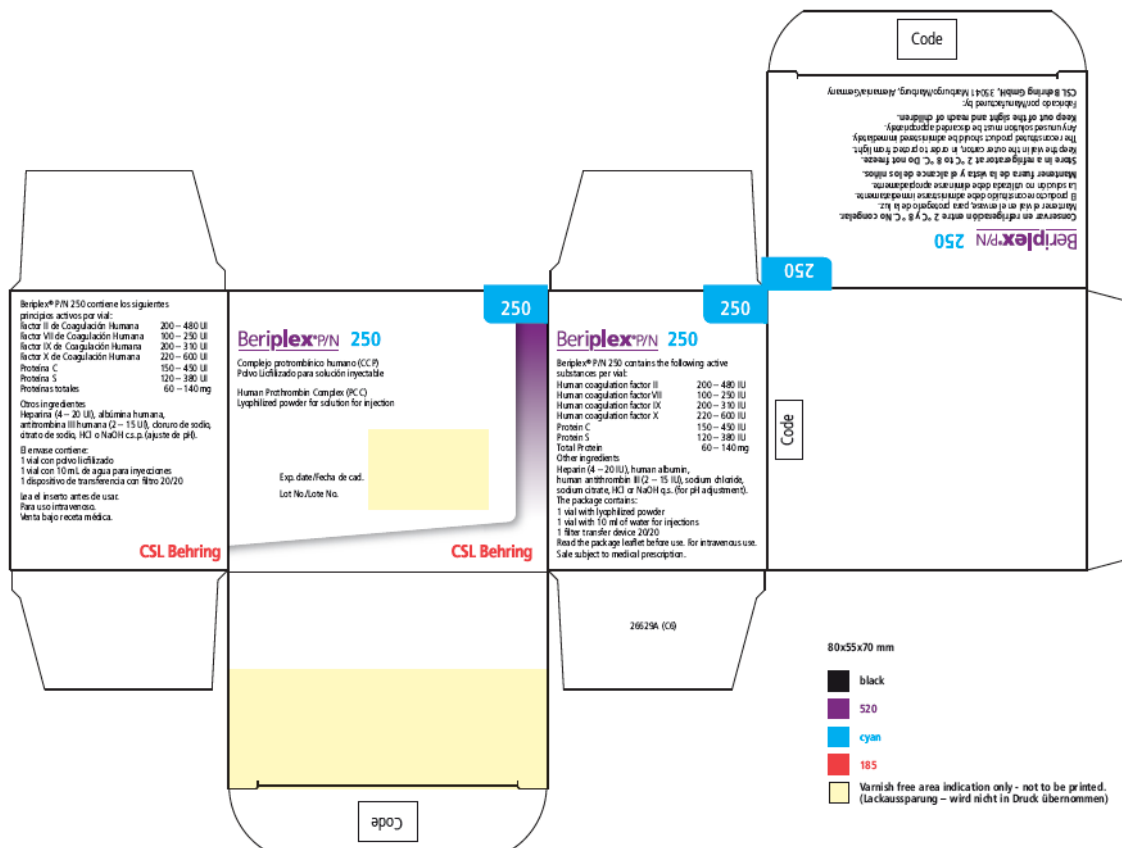 Code
CSL Behring GmbH, 35041 Marburgo/Marburg, Alemania/Germany
Fabricado por/Manufactured by:
Keep out of the sight and reach of children.
Any unused solution must be discarded appropriately.
The reconstituted product should be administered immediately.
Keep the vial in the outer carton, in order to protect from light.
Store in a refrigerator at 2 °C to 8 °C. Do not freeze.
Mantener fuera de la vista y el alcance de los niños.
La solución no utilizada debe eliminarse apropiadamente.
El producto reconstituido debe administrarse inmediatamente.
Mantener el vial en el envase, para protegerlo de la luz.
Conservar en refrigeración entre 2 °C y 8 °C. No congelar.
Beriplex® P/N 250
250
Beriplex® P/N 250 contiene los siguientes
principios activos por vial:
Factor II de Coagulación Humana 200 – 480 UI
Factor VII de Coagulación Humana 100 – 250 UI
Factor IX de Coagulación Humana 200 – 310 UI
Factor X de Coagulación Humana 220 – 600 UI
Proteína C 150 – 450 UI
Proteína S 120 – 380 UI
Proteínas totales 60 – 140 mg
Otros ingredientes
Heparina (4 – 20 UI), albúmina humana,
antitrombina III humana (2 – 15 UI), cloruro de sodio,
citrato de sodio, HCl o NaOH c.s.p. (ajuste de pH).
El envase contiene:
1 vial con polvo liofilizado
1 vial con 10 mL de agua para inyecciones
1 dispositivo de transferencia con filtro 20/20
Lea el inserto antes de usar.
Para uso intravenoso.
Venta bajo receta médica.
CSL Behring
250
Beriplex® P/N 250
Complejo protrombínico humano (CCP)
Polvo Liofilizado para solución inyectable
Human Prothrombin Complex (PCC)
Lyophilized powder for solution for injection
Exp. date/Fecha de cad..
Lot No./Lote No.
CSL Behring
250
Beriplex® P/N 250
Beriplex® P/N 250 contains the following active
substances per vial:
Human coagulation factor II 200 – 480 IU
Human coagulation factor VII 100 – 250 IU
Human coagulation factor IX 200 – 310 IU
Human coagulation factor X 220 – 600 IU
Protein C 150 – 450 IU
Protein S 120 – 380 IU
Total Protein 60 – 140 mg
Other ingredients
Heparin (4 – 20 IU), human albumin,
human antithrombin III (2 – 15 IU), sodium chloride,
sodium citrate, HCl or NaOH q.s. (for pH adjustment).
The package contains:
1 vial with lyophilized powder
1 vial with 10 ml of water for injections
1 filter transfer device 20/20
Read the package leaflet before use. For intravenous use.
Sale subject to medical prescription.
Code
26629A (C6)
Code
80x55x70 mm
black
520
cyan
185
Varnish free area indication only - not to be printed.
(Lackaussparung – wird nicht in Druck übernommen)